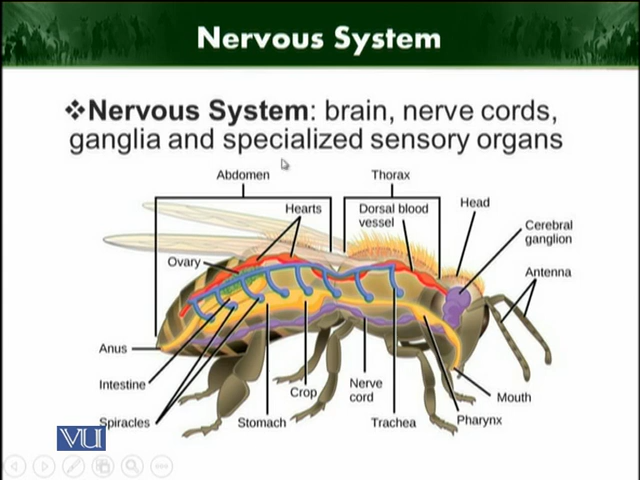 Nervous System
❖Nervous System: brain, nerve cords,
ganglia and specialized sensory organs
Abdomen
Thorax
Hearts
Dorsal blood
vessel
Head
Cerebral
ganglion
Ovary
Antenna
Anus
Intestine
Crop
Nerve
cord
Mouth
Spiracles
Stomach
Trachea
Pharynx
VU